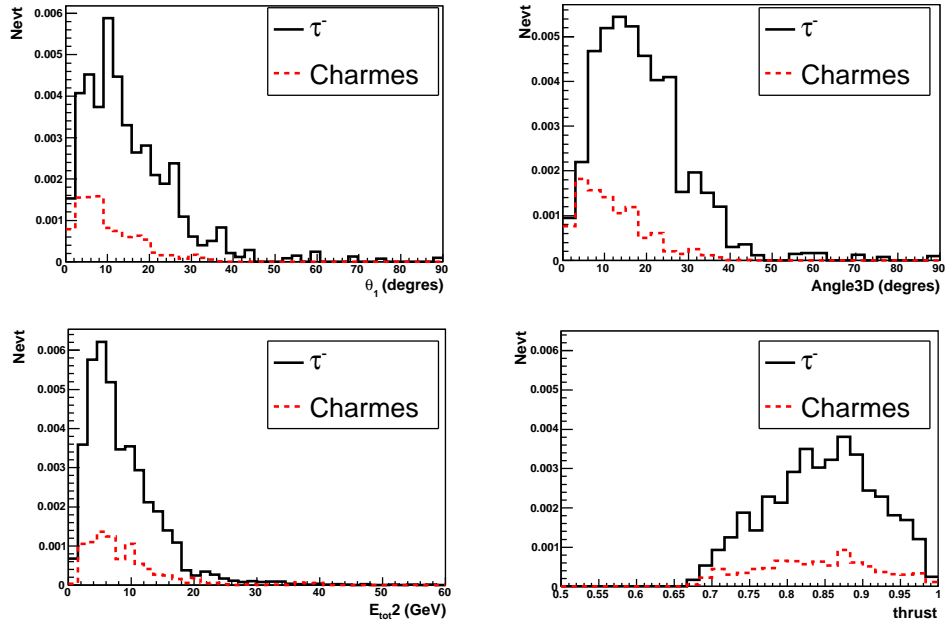 Nevt
0.006
0.005
0.004
0.003
0.002
0.001
0
0 10 20 30 40 50 60 70 80 90
θ_1 (degres)
τ⁻
Charmes
Nevt
0.005
0.004
0.003
0.002
0.001
0
0 10 20 30 40 50 60 70 80 90
Angle3D (degres)
τ⁻
Charmes
Nevt
0.006
0.005
0.004
0.003
0.002
0.001
0
0 10 20 30 40 50 60
E_tot2 (GeV)
τ⁻
Charmes
Nevt
0.006
0.005
0.004
0.003
0.002
0.001
0
0.5 0.55 0.6 0.65 0.7 0.75 0.8 0.85 0.9 0.95 1
thrust
τ⁻
Charmes